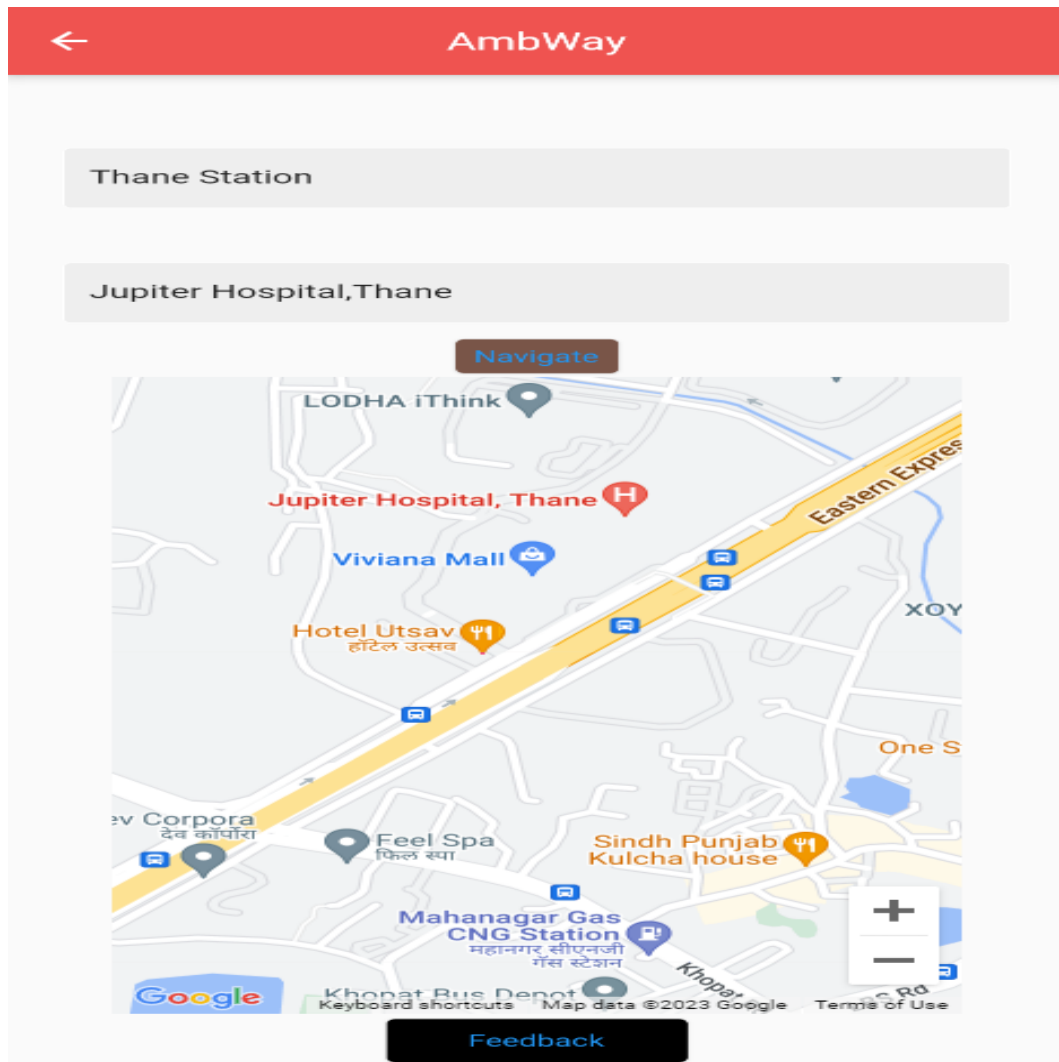 AmbWay
Thane Station
Jupiter Hospital,Thane
Navigate
LODHA iThink
Eastern Expres
Jupiter Hospital, Thane
H
Viviana Mall
XOY
Hotel Utsav
हॉटेल उत्सव
One S
ev Corpora
देव कॉर्पोरा
Feel Spa
फिल स्पा
Sindh Punjab
Kulcha house
Mahanagar Gas
CNG Station
महानगर सीएनजी
गॅस स्टेशन
Khopat
Rd
Google
Khopat Bus Depot
Keyboard shortcuts Map data ©2023 Google Terms of Use
Feedback